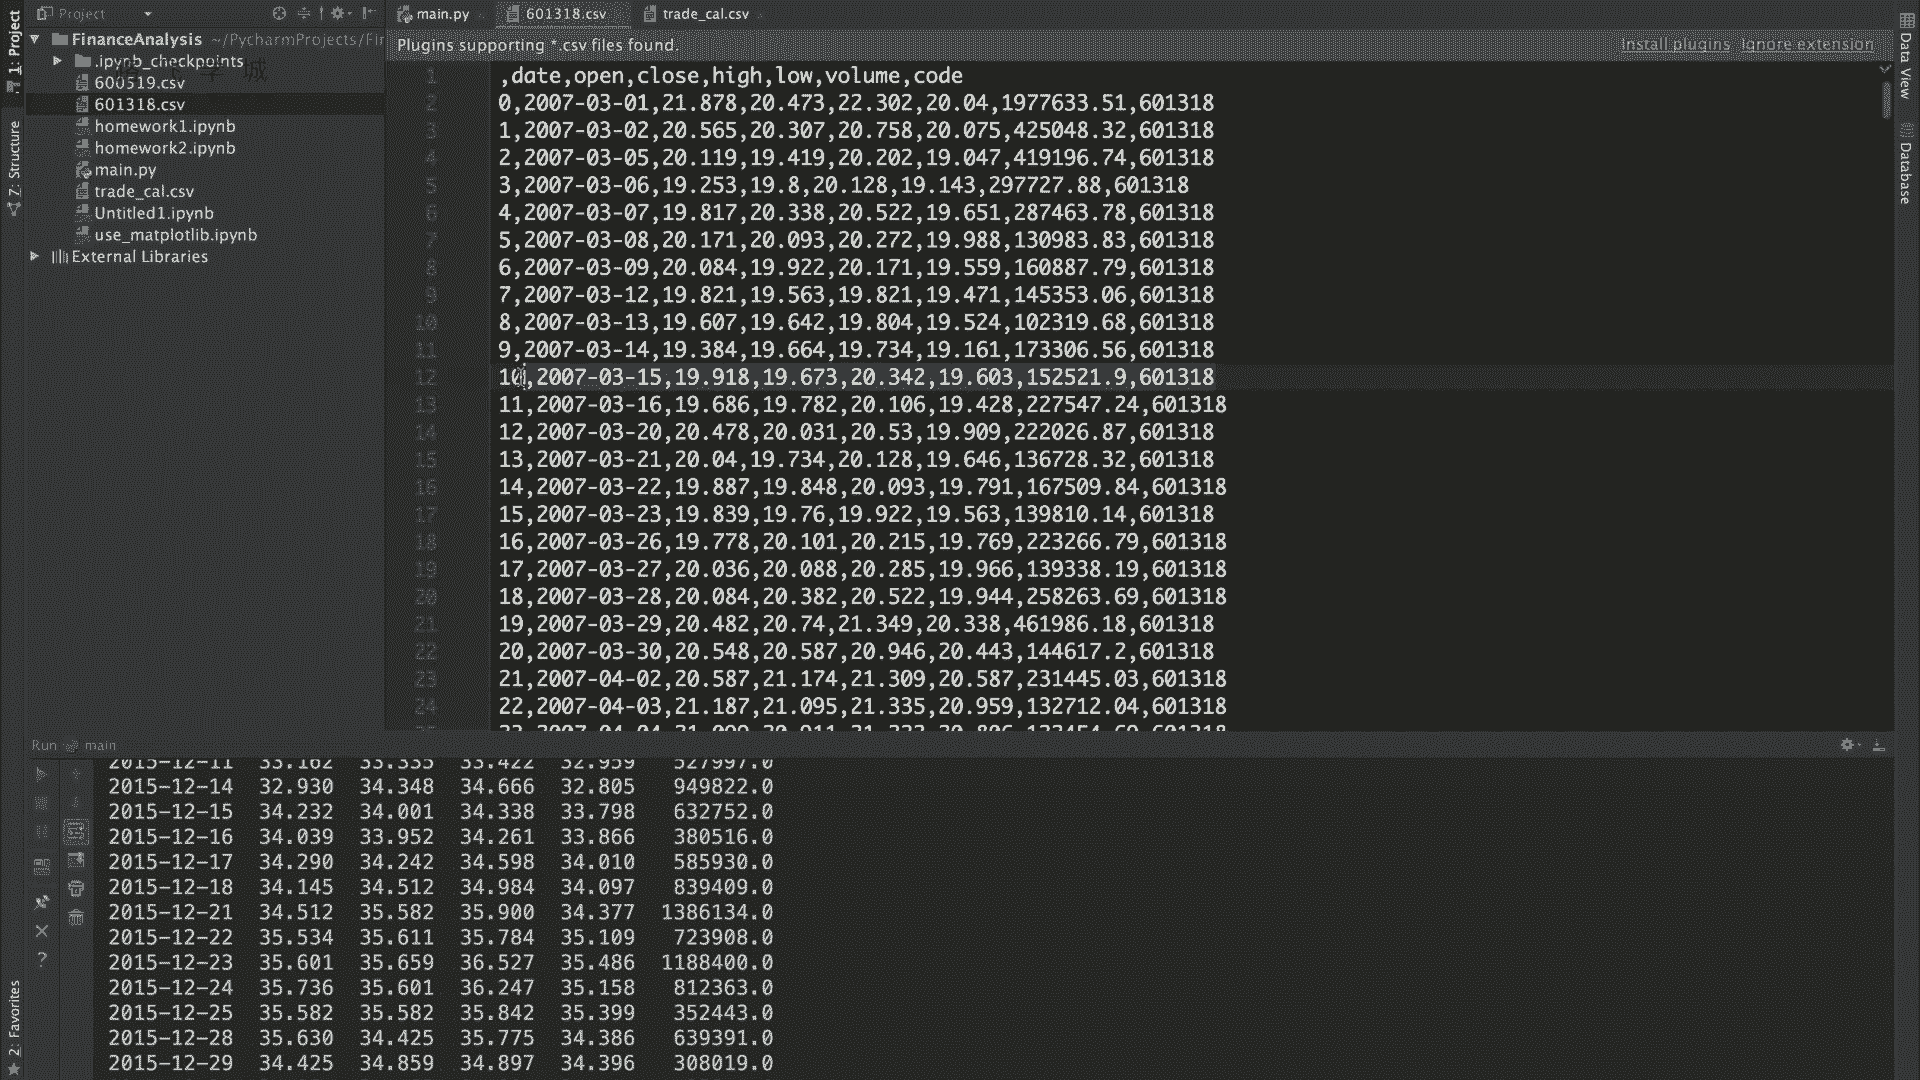 Project
FinanceAnalysis ~/PycharmProjects/Fir
.ipynb_checkpoints
600519.csv
601318.csv
homework1.ipynb
homework2.ipynb
main.py
trade_cal.csv
Untitled1.ipynb
use_matplotlib.ipynb
External Libraries
1: Project
7: Structure
2: Favorites
main.py
601318.csv
trade_cal.csv
Plugins supporting *.csv files found.
Install plugins Ignore extension
1 ,date,open,close,high,low,volume,code
2 0,2007-03-01,21.878,20.473,22.302,20.04,1977633.51,601318
3 1,2007-03-02,20.565,20.307,20.758,20.075,425048.32,601318
4 2,2007-03-05,20.119,19.419,20.202,19.047,419196.74,601318
5 3,2007-03-06,19.253,19.8,20.128,19.143,297727.88,601318
6 4,2007-03-07,19.817,20.338,20.522,19.651,287463.78,601318
7 5,2007-03-08,20.171,20.093,20.272,19.988,130983.83,601318
8 6,2007-03-09,20.084,19.922,20.171,19.559,160887.79,601318
9 7,2007-03-12,19.821,19.563,19.821,19.471,145353.06,601318
10 8,2007-03-13,19.607,19.642,19.804,19.524,102319.68,601318
11 9,2007-03-14,19.384,19.664,19.734,19.161,173306.56,601318
12 10,2007-03-15,19.918,19.673,20.342,19.603,152521.9,601318
13 11,2007-03-16,19.686,19.782,20.106,19.428,227547.24,601318
14 12,2007-03-20,20.478,20.031,20.53,19.909,222026.87,601318
15 13,2007-03-21,20.04,19.734,20.128,19.646,136728.32,601318
16 14,2007-03-22,19.887,19.848,20.093,19.791,167509.84,601318
17 15,2007-03-23,19.839,19.76,19.922,19.563,139810.14,601318
18 16,2007-03-26,19.778,20.101,20.215,19.769,223266.79,601318
19 17,2007-03-27,20.036,20.088,20.285,19.966,139338.19,601318
20 18,2007-03-28,20.084,20.382,20.522,19.944,258263.69,601318
21 19,2007-03-29,20.482,20.74,21.349,20.338,461986.18,601318
22 20,2007-03-30,20.548,20.587,20.946,20.443,144617.2,601318
23 21,2007-04-02,20.587,21.174,21.309,20.587,231445.03,601318
24 22,2007-04-03,21.187,21.095,21.335,20.959,132712.04,601318
Data View
Database
Run main
2015-12-11 33.162 33.335 33.422 32.959 527997.0
2015-12-14 32.930 34.348 34.666 32.805 949822.0
2015-12-15 34.232 34.001 34.338 33.798 632752.0
2015-12-16 34.039 33.952 34.261 33.866 380516.0
2015-12-17 34.290 34.242 34.598 34.010 585930.0
2015-12-18 34.145 34.512 34.984 34.097 839409.0
2015-12-21 34.512 35.582 35.900 34.377 1386134.0
2015-12-22 35.534 35.611 35.784 35.109 723908.0
2015-12-23 35.601 35.659 36.527 35.486 1188400.0
2015-12-24 35.736 35.601 36.247 35.158 812363.0
2015-12-25 35.582 35.582 35.842 35.399 352443.0
2015-12-28 35.630 34.425 35.775 34.386 639391.0
2015-12-29 34.425 34.859 34.897 34.396 308019.0